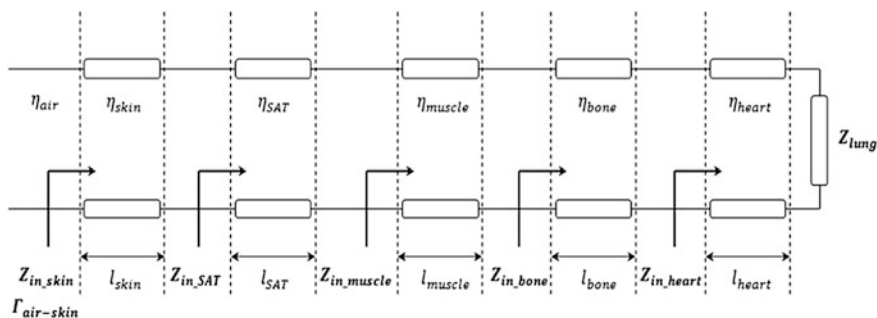 η_air η_skin η_SAT η_muscle η_bone η_heart Z_lung
Z_in_skin l_skin Z_in_SAT l_SAT Z_in_muscle l_muscle Z_in_bone l_bone Z_in_heart l_heart
Γ_air−skin